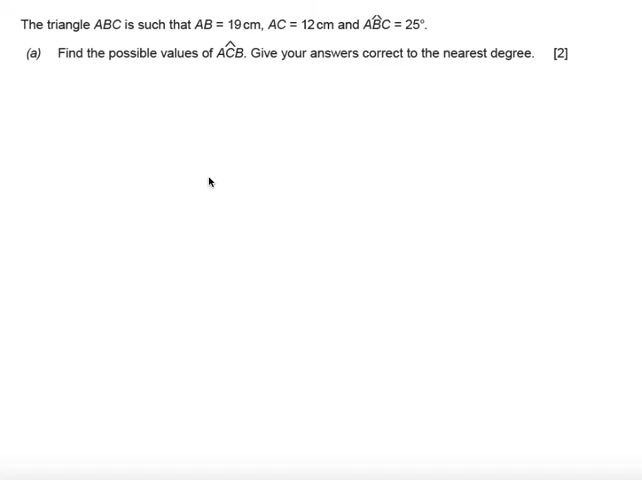 The triangle ABC is such that AB = 19 cm, AC = 12 cm and AB̂C = 25°.
(a) Find the possible values of AĈB. Give your answers correct to the nearest degree. [2]